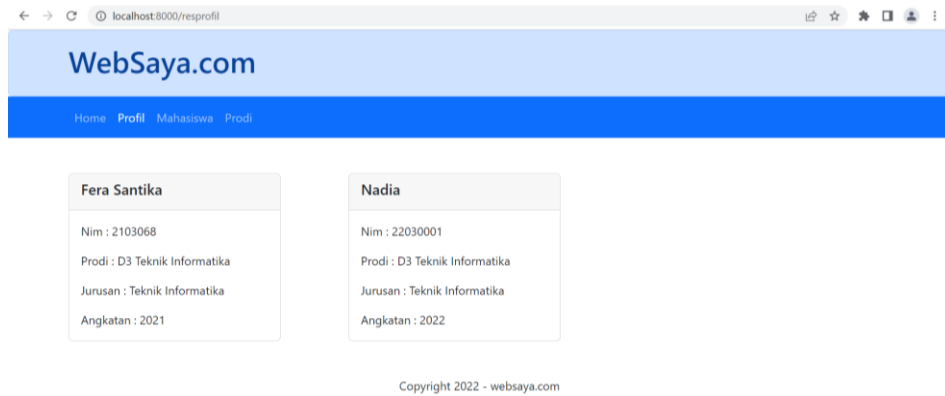 localhost:8000/resprofil
WebSaya.com
Home Profil Mahasiswa Prodi
Fera Santika
Nim : 2103068
Prodi : D3 Teknik Informatika
Jurusan : Teknik Informatika
Angkatan : 2021
Nadia
Nim : 22030001
Prodi : D3 Teknik Informatika
Jurusan : Teknik Informatika
Angkatan : 2022
Copyright 2022 - websaya.com